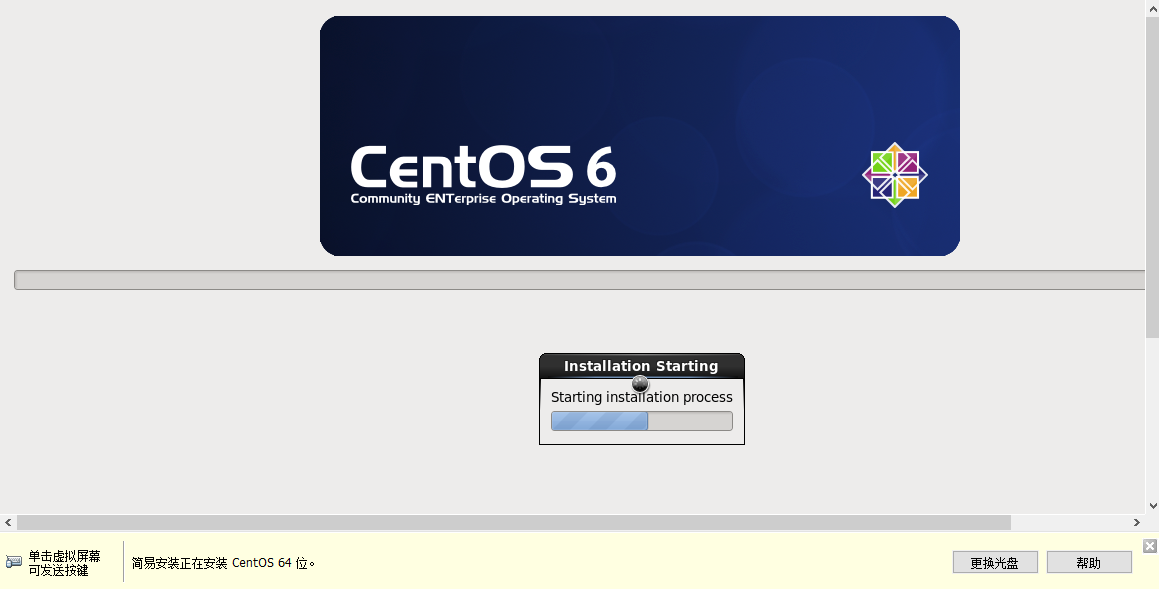 CentOS 6
Community ENTerprise Operating System
Installation Starting
Starting installation process
单击虚拟屏幕
可发送按键
简易安装正在安装 CentOS 64 位。
更换光盘
帮助